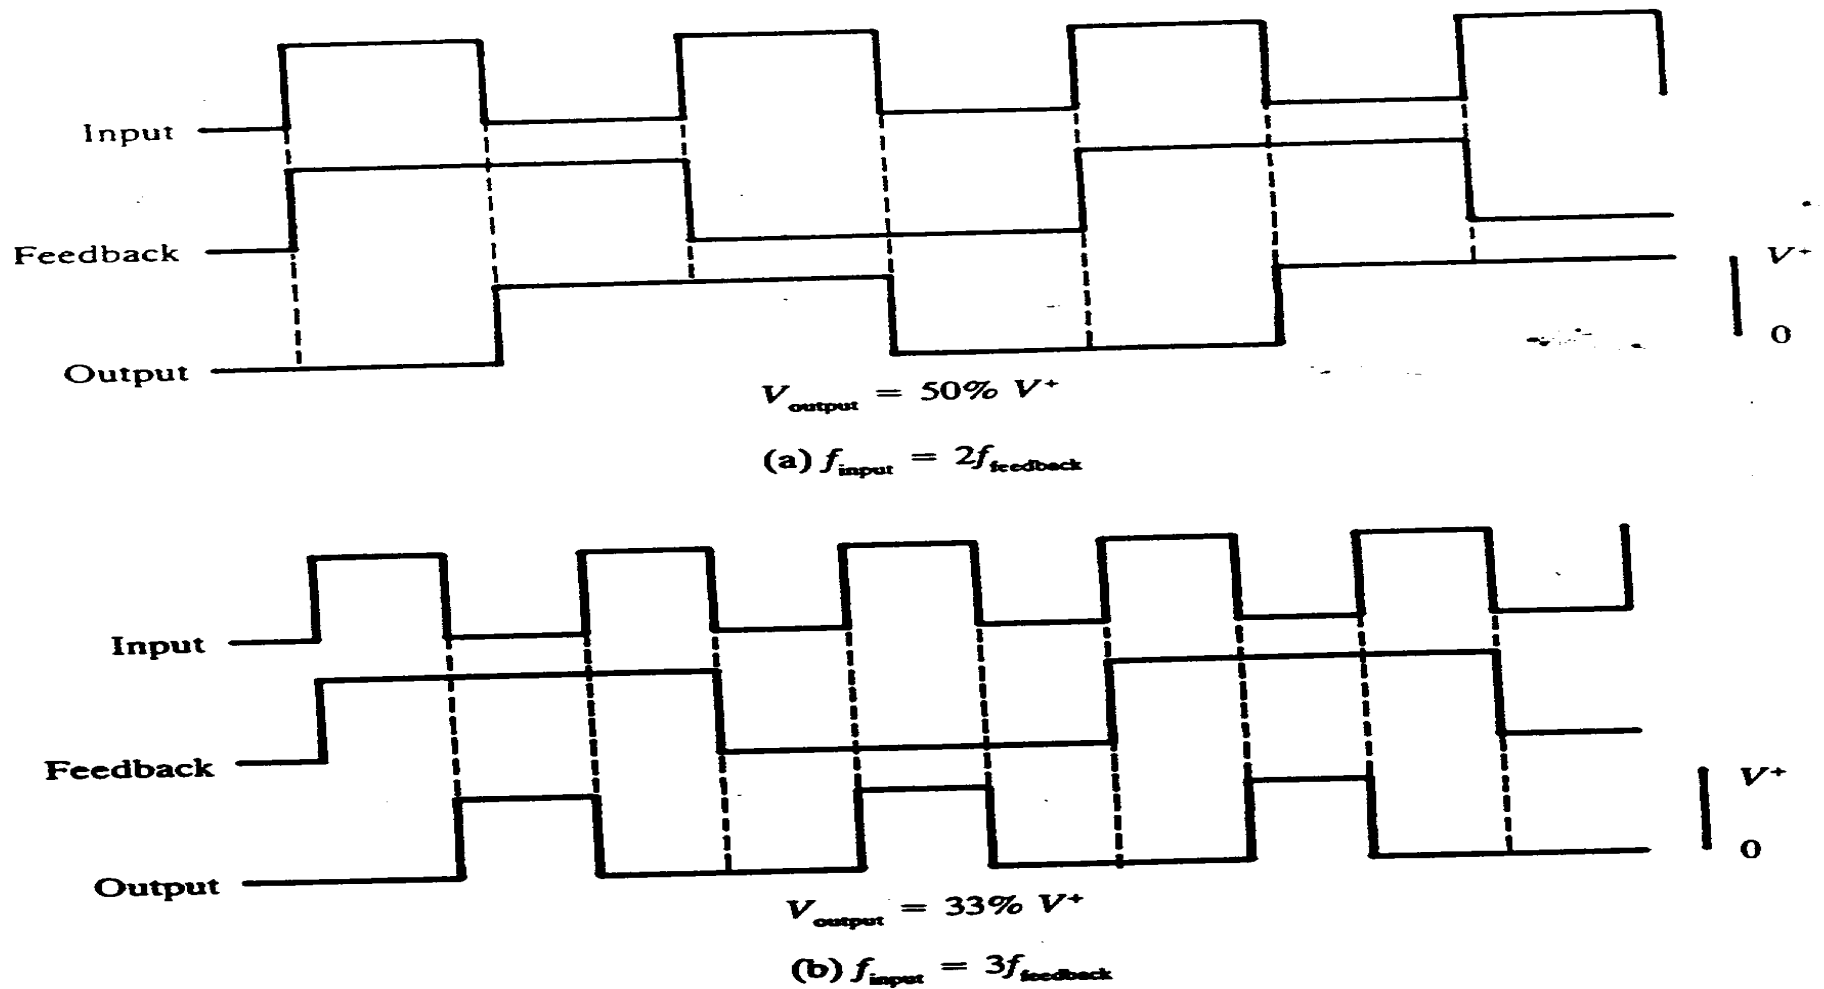 Input
Feedback
V⁺
0
Output
V_output = 50% V⁺
(a) f_input = 2f_feedback
Input
Feedback
V⁺
0
Output
V_output = 33% V⁺
(b) f_input = 3f_feedback